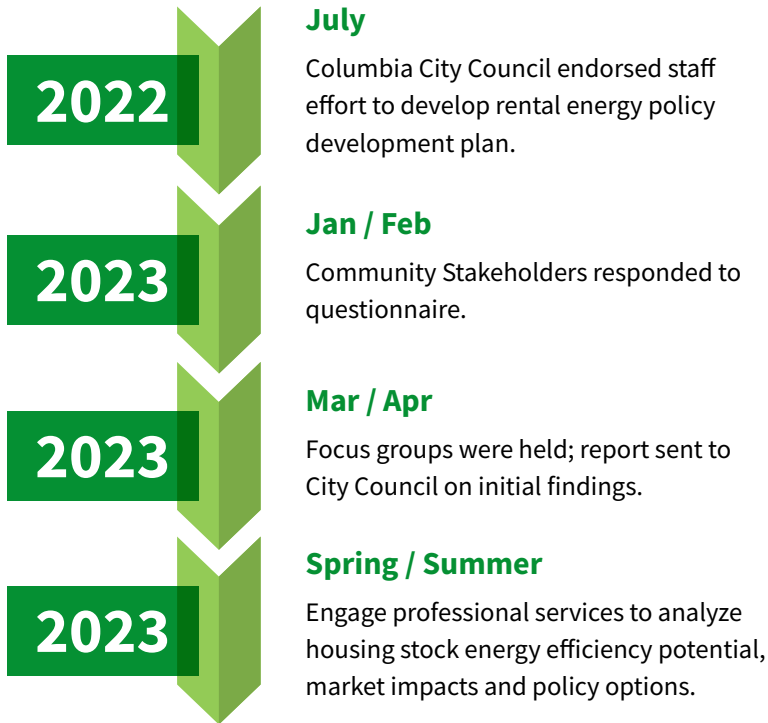 July
2022
Columbia City Council endorsed staff
effort to develop rental energy policy
development plan.
Jan / Feb
2023
Community Stakeholders responded to
questionnaire.
Mar / Apr
2023
Focus groups were held; report sent to
City Council on initial findings.
Spring / Summer
2023
Engage professional services to analyze
housing stock energy efficiency potential,
market impacts and policy options.